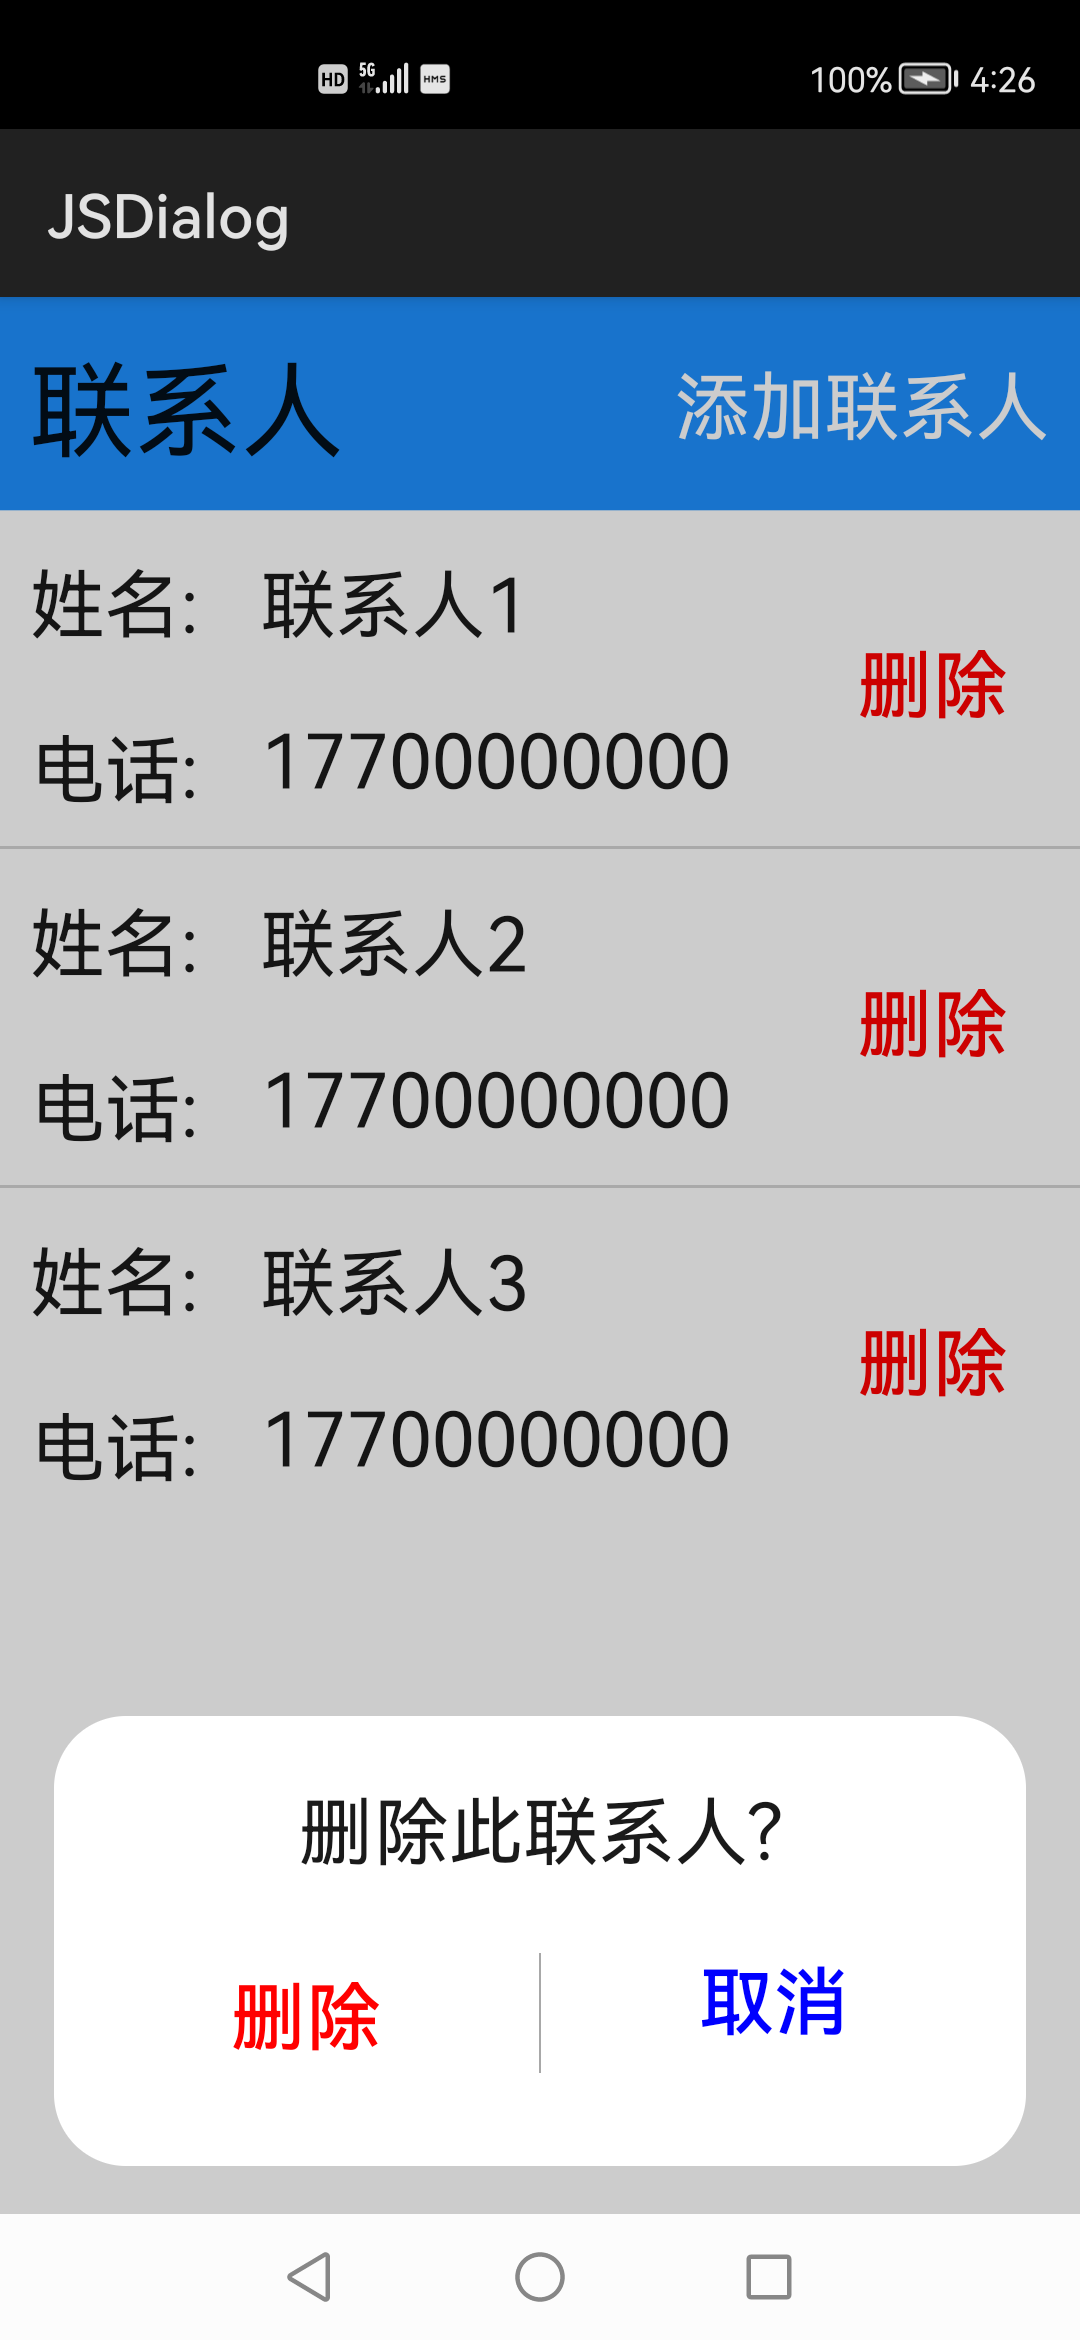 HD 5G HMS 100% 4:26
JSDialog
联系人 添加联系人
姓名: 联系人1
删除
电话: 17700000000
姓名: 联系人2
删除
电话: 17700000000
姓名: 联系人3
删除
电话: 17700000000
删除此联系人?
删除 取消